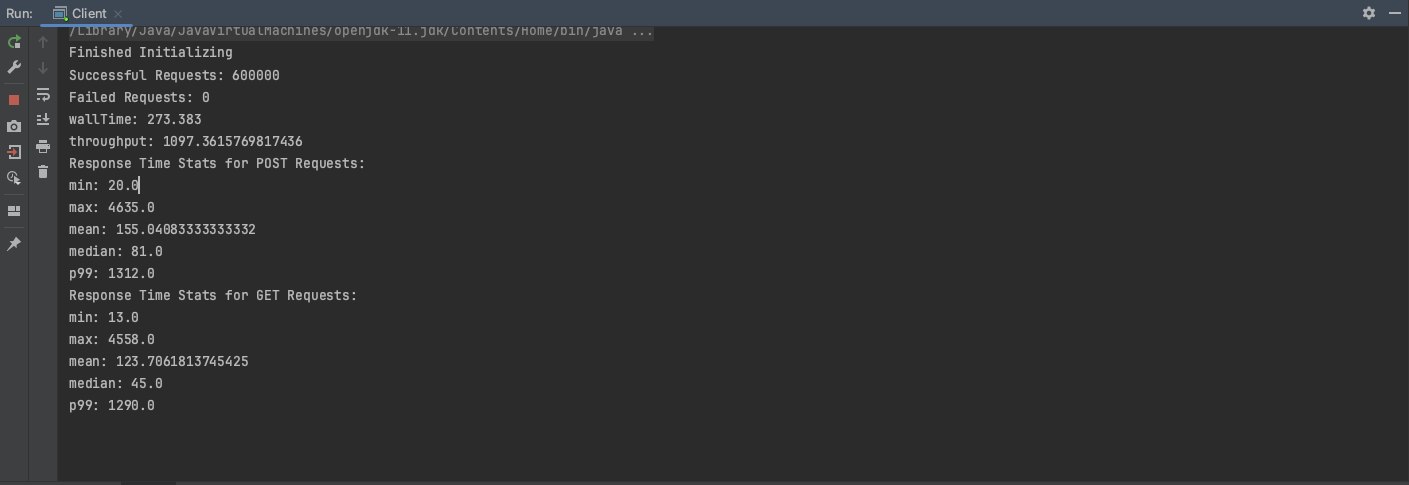 Run: Client
/Library/Java/JavaVirtualMachines/openjdk-11.jdk/Contents/Home/bin/java ...
Finished Initializing
Successful Requests: 600000
Failed Requests: 0
wallTime: 273.383
throughput: 1097.3615769817436
Response Time Stats for POST Requests:
min: 20.0
max: 4635.0
mean: 155.04083333333332
median: 81.0
p99: 1312.0
Response Time Stats for GET Requests:
min: 13.0
max: 4558.0
mean: 123.7061813745425
median: 45.0
p99: 1290.0